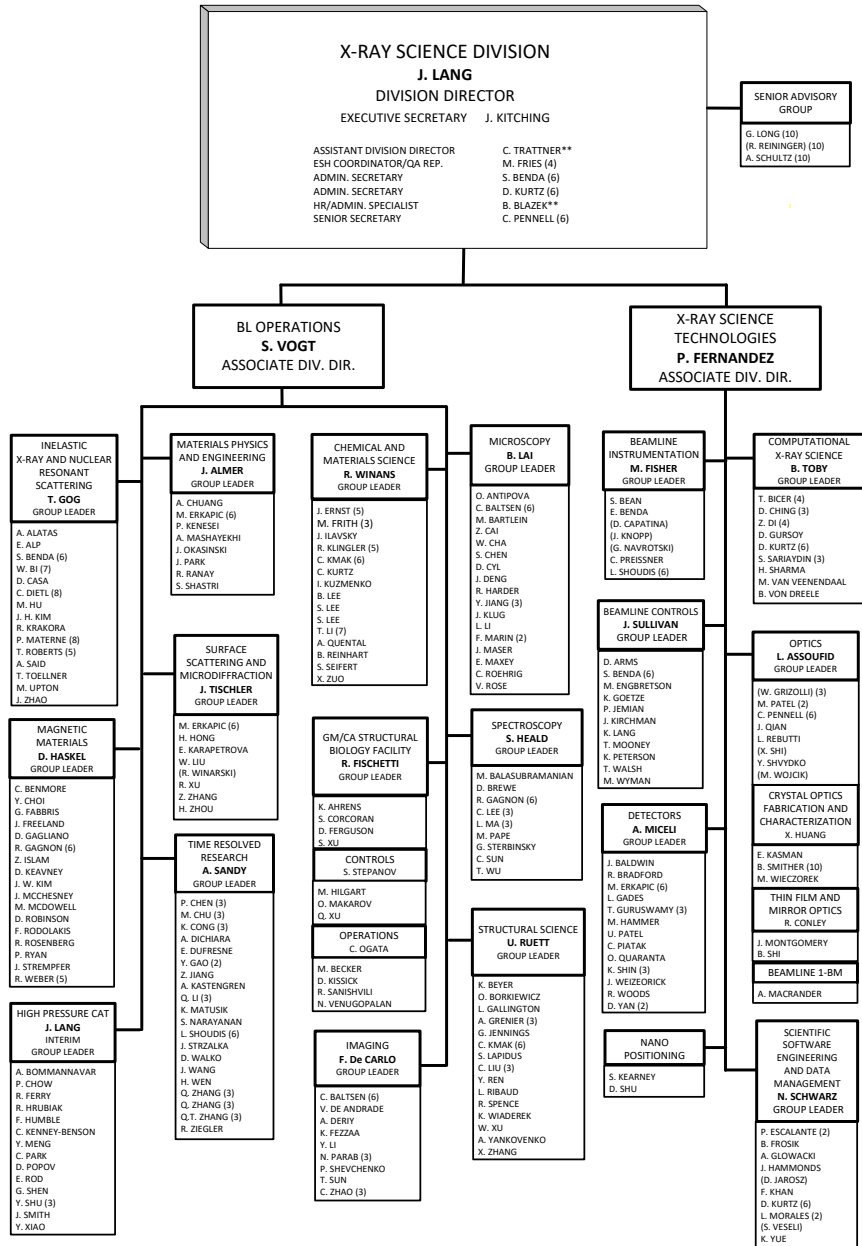 X-RAY SCIENCE DIVISION
J. LANG
DIVISION DIRECTOR
EXECUTIVE SECRETARY J. KITCHING
ASSISTANT DIVISION DIRECTOR C. TRATTNER**
ESH COORDINATOR/QA REP. M. FRIES (4)
ADMIN. SECRETARY S. BENDA (6)
ADMIN. SECRETARY D. KURTZ (6)
HR/ADMIN. SPECIALIST B. BLAZEK**
SENIOR SECRETARY C. PENNELL (6)
SENIOR ADVISORY
GROUP
G. LONG (10)
(R. REININGER) (10)
A. SCHULTZ (10)
BL OPERATIONS
S. VOGT
ASSOCIATE DIV. DIR.
X-RAY SCIENCE
TECHNOLOGIES
P. FERNANDEZ
ASSOCIATE DIV. DIR.
INELASTIC
X-RAY AND NUCLEAR
RESONANT
SCATTERING
T. GOG
GROUP LEADER
A. ALATAS
E. ALP
S. BENDA (6)
W. BI (7)
D. CASA
C. DIETL (8)
M. HU
J. H. KIM
R. KRAKORA
P. MATERNE (8)
T. ROBERTS (5)
A. SAID
T. TOELLNER
M. UPTON
J. ZHAO
MAGNETIC
MATERIALS
D. HASKEL
GROUP LEADER
C. BENMORE
Y. CHOI
G. FABBRIS
J. FREELAND
D. GAGLIANO
R. GAGNON (6)
Z. ISLAM
D. KEAVNEY
J. W. KIM
J. MCCHESNEY
M. MCDOWELL
D. ROBINSON
F. RODOLAKIS
R. ROSENBERG
P. RYAN
J. STREMPFER
R. WEBER (5)
HIGH PRESSURE CAT
J. LANG
INTERIM
GROUP LEADER
A. BOMMANNAVAR
P. CHOW
R. FERRY
R. HRUBIAK
F. HUMBLE
C. KENNEY-BENSON
Y. MENG
C. PARK
D. POPOV
E. ROD
G. SHEN
Y. SHU (3)
J. SMITH
Y. XIAO
MATERIALS PHYSICS
AND ENGINEERING
J. ALMER
GROUP LEADER
A. CHUANG
M. ERKAPIC (6)
P. KENESEI
A. MASHAYEKHI
J. OKASINSKI
J. PARK
R. RANAY
S. SHASTRI
SURFACE
SCATTERING AND
MICRODIFFRACTION
J. TISCHLER
GROUP LEADER
M. ERKAPIC (6)
H. HONG
E. KARAPETROVA
W. LIU
(R. WINARSKI)
R. XU
Z. ZHANG
H. ZHOU
TIME RESOLVED
RESEARCH
A. SANDY
GROUP LEADER
P. CHEN (3)
M. CHU (3)
K. CONG (3)
A. DICHIARA
E. DUFRESNE
Y. GAO (2)
Z. JIANG
A. KASTENGREN
Q. LI (3)
K. MATUSIK
S. NARAYANAN
L. SHOUDIS (6)
J. STRZALKA
D. WALKO
J. WANG
H. WEN
Q. ZHANG (3)
Q. ZHANG (3)
Q.T. ZHANG (3)
R. ZIEGLER
CHEMICAL AND
MATERIALS SCIENCE
R. WINANS
GROUP LEADER
J. ERNST (5)
M. FRITH (3)
J. ILAVSKY
R. KLINGLER (5)
C. KMAK (6)
C. KURTZ
I. KUZMENKO
B. LEE
S. LEE
S. LEE
T. LI (7)
A. QUENTAL
B. REINHART
S. SEIFERT
X. ZUO
GM/CA STRUCTURAL
BIOLOGY FACILITY
R. FISCHETTI
GROUP LEADER
K. AHRENS
S. CORCORAN
D. FERGUSON
S. XU
CONTROLS
S. STEPANOV
M. HILGART
O. MAKAROV
Q. XU
OPERATIONS
C. OGATA
M. BECKER
D. KISSICK
R. SANISHVILI
N. VENUGOPALAN
IMAGING
F. De CARLO
GROUP LEADER
C. BALTSEN (6)
V. DE ANDRADE
A. DERIY
K. FEZZAA
Y. LI
N. PARAB (3)
P. SHEVCHENKO
T. SUN
C. ZHAO (3)
MICROSCOPY
B. LAI
GROUP LEADER
O. ANTIPOVA
C. BALTSEN (6)
M. BARTLEIN
Z. CAI
W. CHA
S. CHEN
D. CYL
J. DENG
R. HARDER
Y. JIANG (3)
J. KLUG
L. LI
F. MARIN (2)
J. MASER
E. MAXEY
C. ROEHRIG
V. ROSE
SPECTROSCOPY
S. HEALD
GROUP LEADER
M. BALASUBRAMANIAN
D. BREWE
R. GAGNON (6)
C. LEE (3)
L. MA (3)
M. PAPE
G. STERBINSKY
C. SUN
T. WU
STRUCTURAL SCIENCE
U. RUETT
GROUP LEADER
K. BEYER
O. BORKIEWICZ
L. GALLINGTON
A. GRENIER (3)
G. JENNINGS
C. KMAK (6)
S. LAPIDUS
C. LIU (3)
Y. REN
L. RIBAUD
R. SPENCE
K. WIADEREK
W. XU
A. YANKOVENKO
X. ZHANG
BEAMLINE
INSTRUMENTATION
M. FISHER
GROUP LEADER
S. BEAN
E. BENDA
(D. CAPATINA)
(J. KNOPP)
(G. NAVROTSKI)
C. PREISSNER
L. SHOUDIS (6)
BEAMLINE CONTROLS
J. SULLIVAN
GROUP LEADER
D. ARMS
S. BENDA (6)
M. ENGBRETSON
K. GOETZE
P. JEMIAN
J. KIRCHMAN
K. LANG
T. MOONEY
K. PETERSON
T. WALSH
M. WYMAN
DETECTORS
A. MICELI
GROUP LEADER
J. BALDWIN
R. BRADFORD
M. ERKAPIC (6)
L. GADES
T. GURUSWAMY (3)
M. HAMMER
U. PATEL
C. PIATAK
O. QUARANTA
K. SHIN (3)
J. WEIZEORICK
R. WOODS
D. YAN (2)
NANO
POSITIONING
S. KEARNEY
D. SHU
COMPUTATIONAL
X-RAY SCIENCE
B. TOBY
GROUP LEADER
T. BICER (4)
D. CHING (3)
Z. DI (4)
D. GURSOY
D. KURTZ (6)
S. SARIAYDIN (3)
H. SHARMA
M. VAN VEENENDAAL
B. VON DREELE
OPTICS
L. ASSOUFID
GROUP LEADER
(W. GRIZOLLI) (3)
M. PATEL (2)
C. PENNELL (6)
J. QIAN
L. REBUTTI
(X. SHI)
Y. SHVYDKO
(M. WOJCIK)
CRYSTAL OPTICS
FABRICATION AND
CHARACTERIZATION
X. HUANG
E. KASMAN
B. SMITHER (10)
M. WIECZOREK
THIN FILM AND
MIRROR OPTICS
R. CONLEY
J. MONTGOMERY
B. SHI
BEAMLINE 1-BM
A. MACRANDER
SCIENTIFIC
SOFTWARE
ENGINEERING
AND DATA
MANAGEMENT
N. SCHWARZ
GROUP LEADER
P. ESCALANTE (2)
B. FROSIK
A. GLOWACKI
J. HAMMONDS
(D. JAROSZ)
F. KHAN
D. KURTZ (6)
L. MORALES (2)
(S. VESELI)
K. YUE